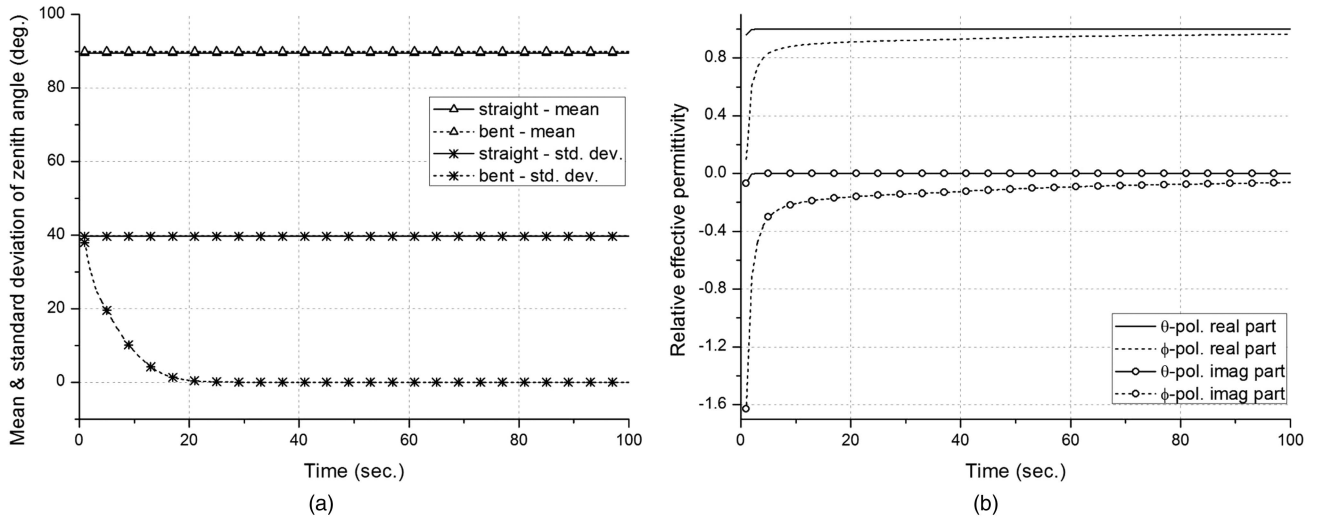 Mean & standard deviation of zenith angle (deg.)
100
80
60
40
20
0
straight - mean
bent - mean
straight - std. dev.
bent - std. dev.
0 20 40 60 80 100
Time (sec.)
(a)
Relative effective permittivity
0.8
0.4
0.0
-0.4
-0.8
-1.2
-1.6
θ-pol. real part
ϕ-pol. real part
θ-pol. imag part
ϕ-pol. imag part
0 20 40 60 80 100
Time (sec.)
(b)